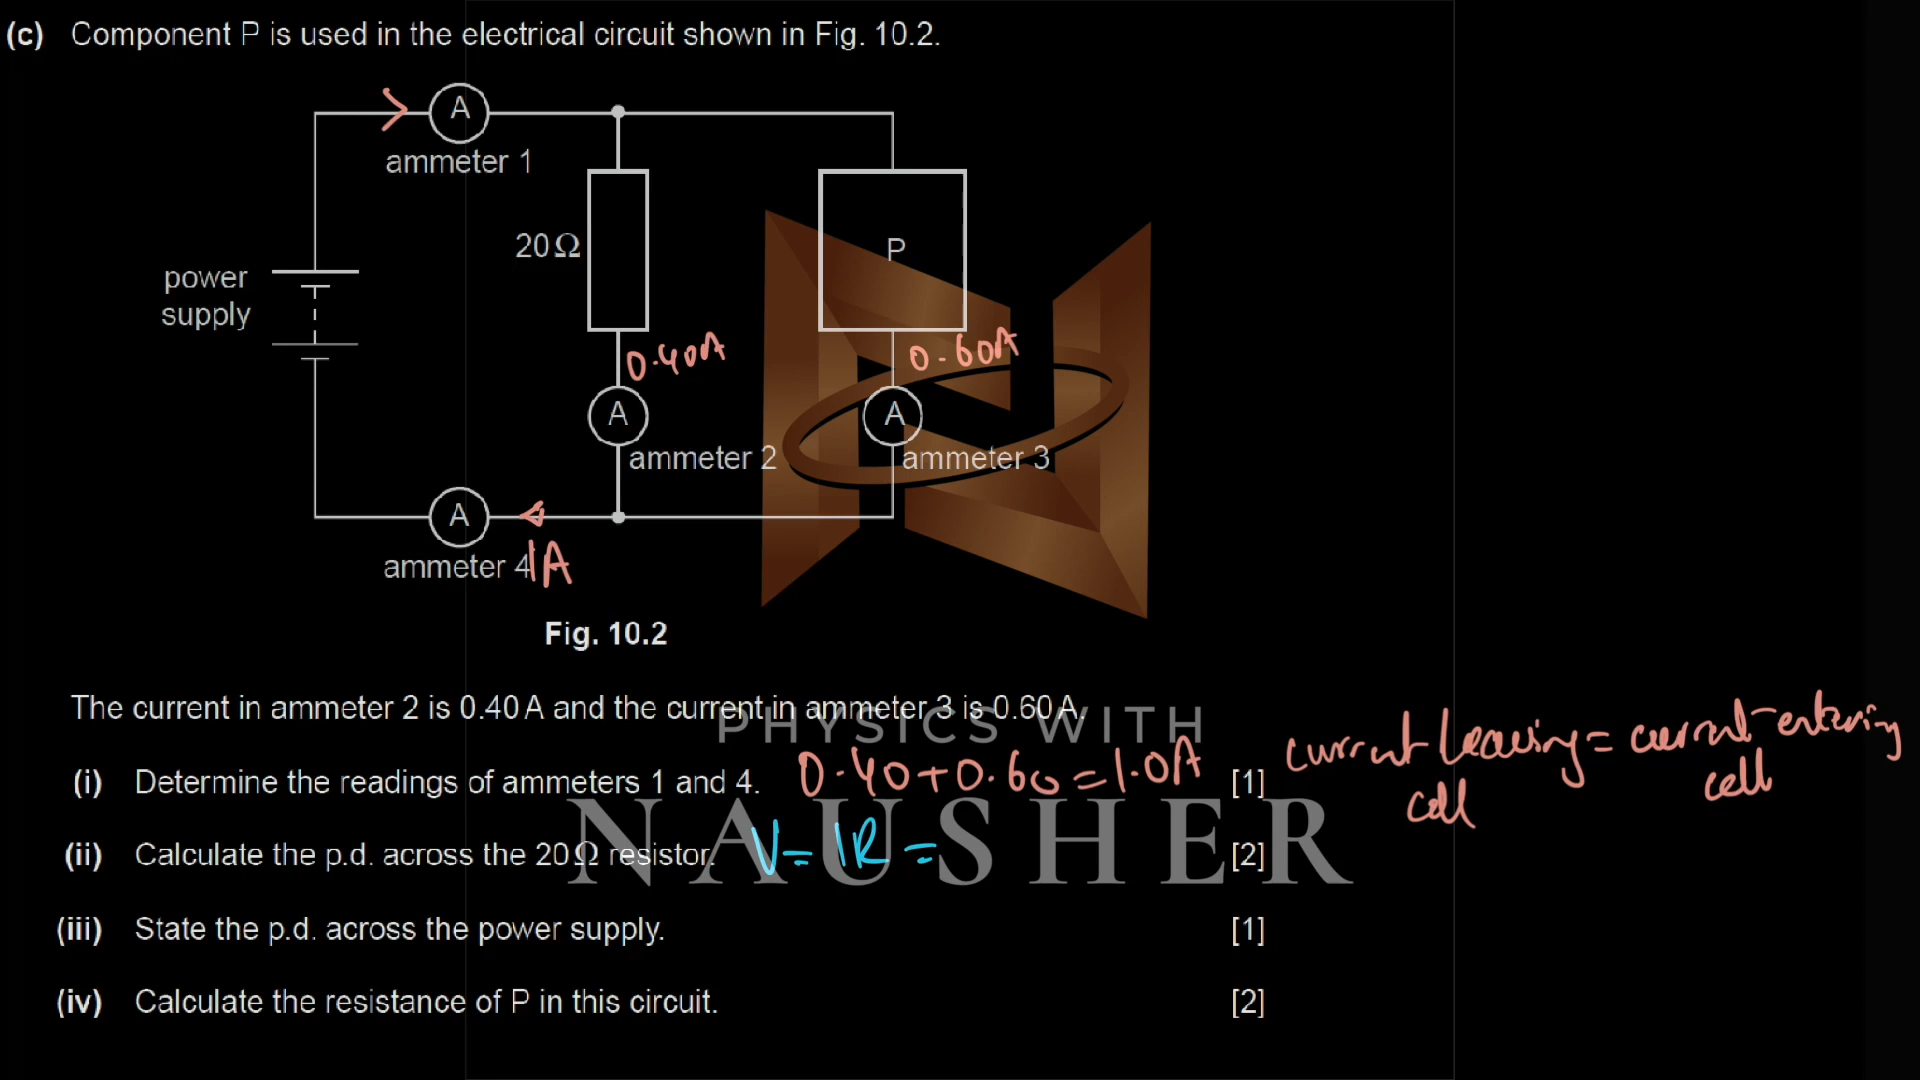 (c) Component P is used in the electrical circuit shown in Fig. 10.2.
A
ammeter 1
20Ω
P
power
supply
0.40A
0.60A
A
A
ammeter 2
ammeter 3
A
ammeter 4
1A
Fig. 10.2
The current in ammeter 2 is 0.40 A and the current in ammeter 3 is 0.60 A.
PHYSICS WITH
current leaving = current entering
cell cell
(i) Determine the readings of ammeters 1 and 4. 0.40+0.60=1.0A [1]
NAUSHER
(ii) Calculate the p.d. across the 20Ω resistor. V=IR= [2]
(iii) State the p.d. across the power supply. [1]
(iv) Calculate the resistance of P in this circuit. [2]